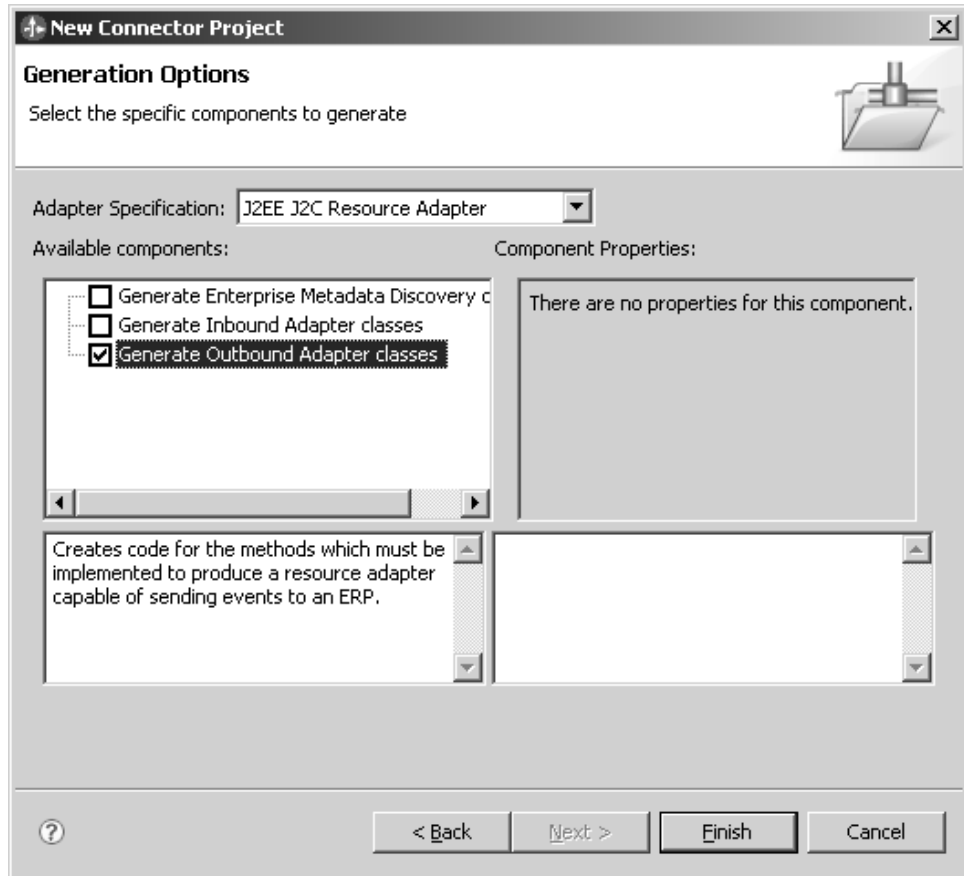 New Connector Project
Generation Options
Select the specific components to generate
Adapter Specification: J2EE J2C Resource Adapter
Available components:
Component Properties:
Generate Enterprise Metadata Discovery c
Generate Inbound Adapter classes
Generate Outbound Adapter classes
There are no properties for this component.
Creates code for the methods which must be
implemented to produce a resource adapter
capable of sending events to an ERP.
? < Back Next > Finish Cancel